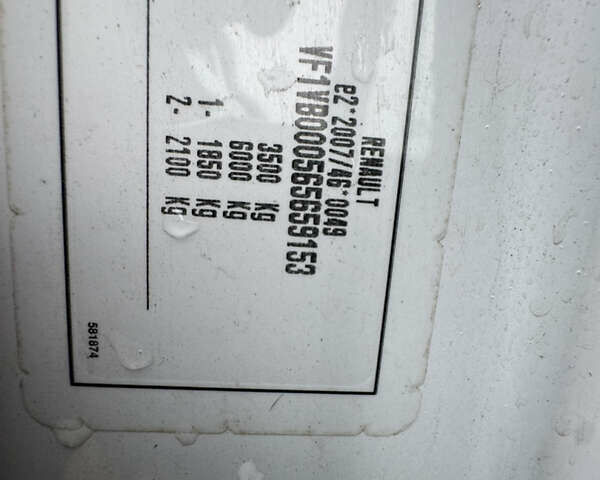 RENAULT
e2*2007/46*0049
VF1VB000565659153
3500 Kg
6000 Kg
1- 1850 Kg
2- 2100 Kg
581874